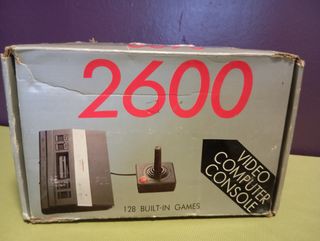 2600
VIDEO
COMPUTER
CONSOLE
128 BUILT-IN GAMES